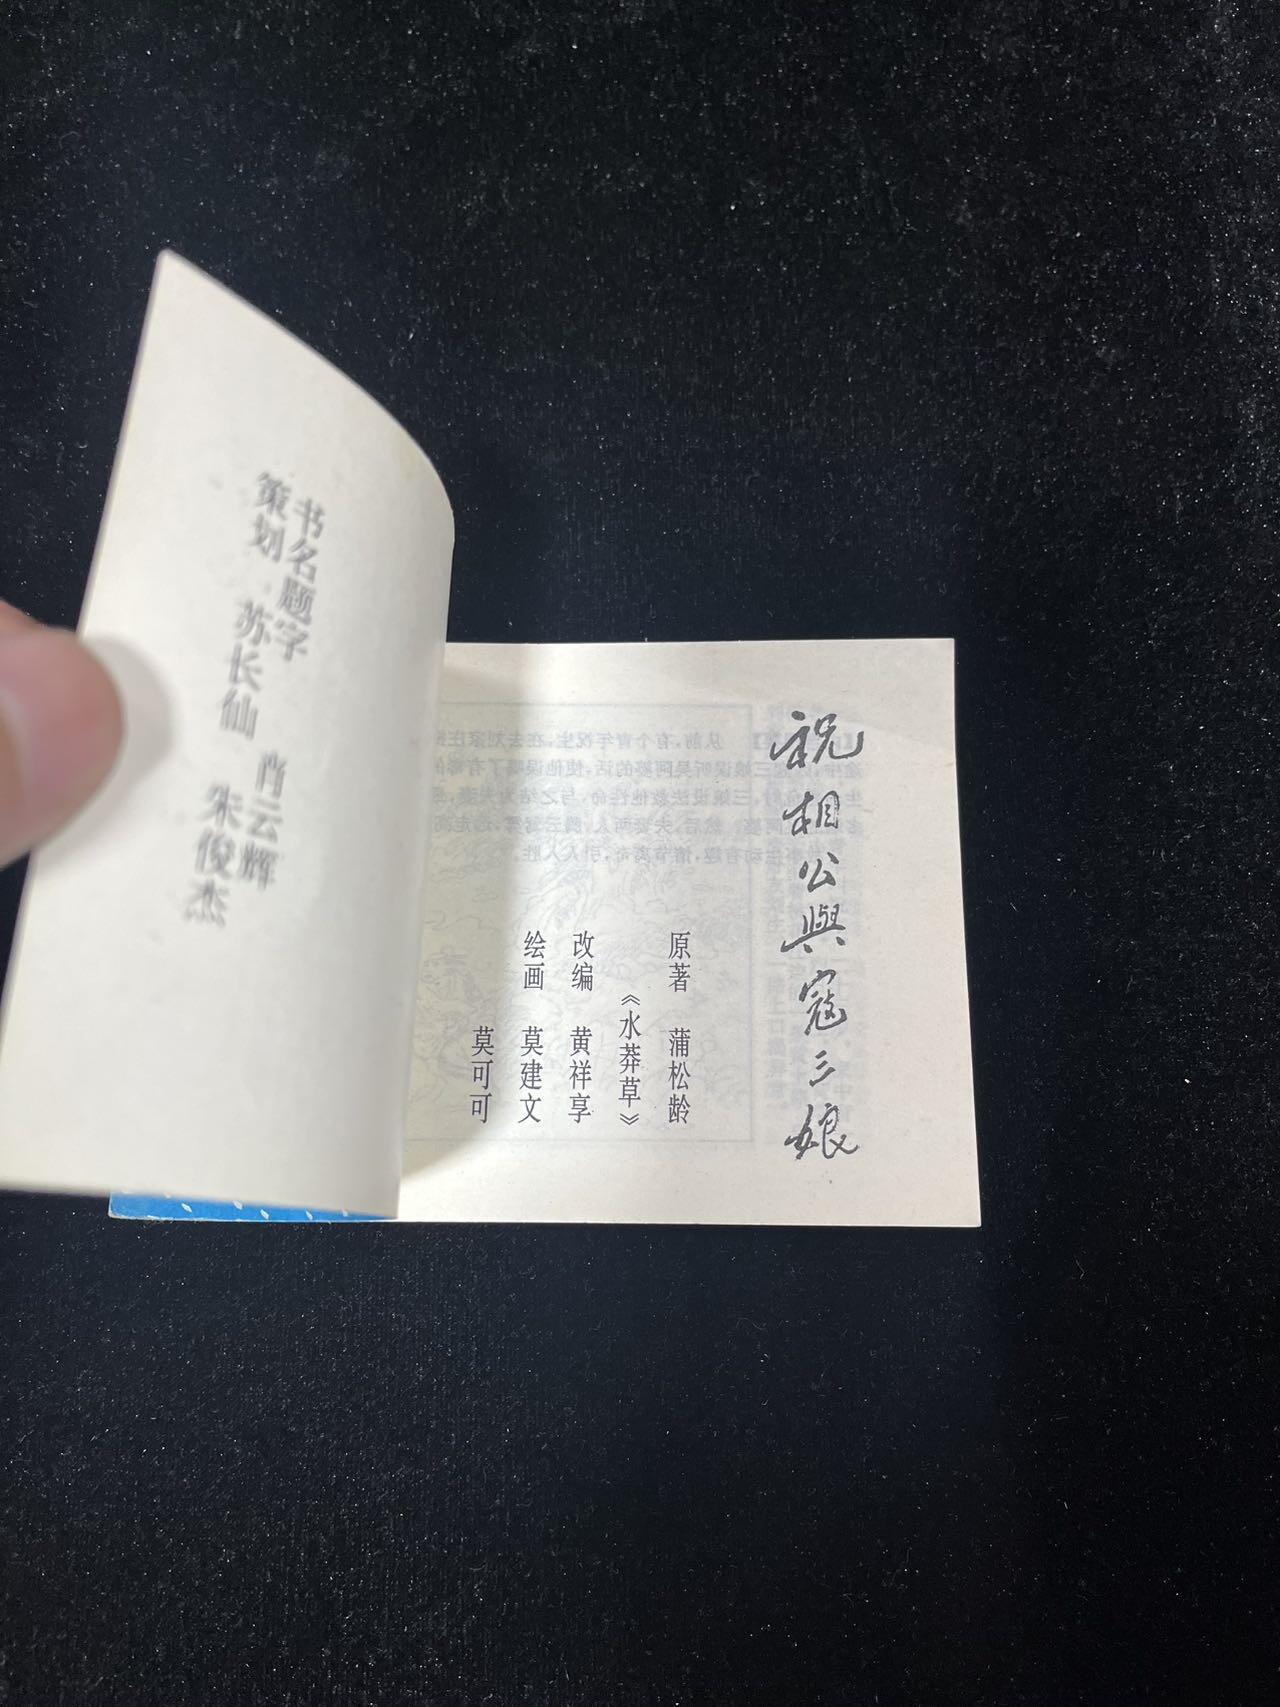 书名题字 肖云辉
策划 苏长仙 朱俊杰
祝相公與寇三娘
原著 蒲松龄
《水莽草》
改编 黄祥享
绘画 莫建文
莫可可